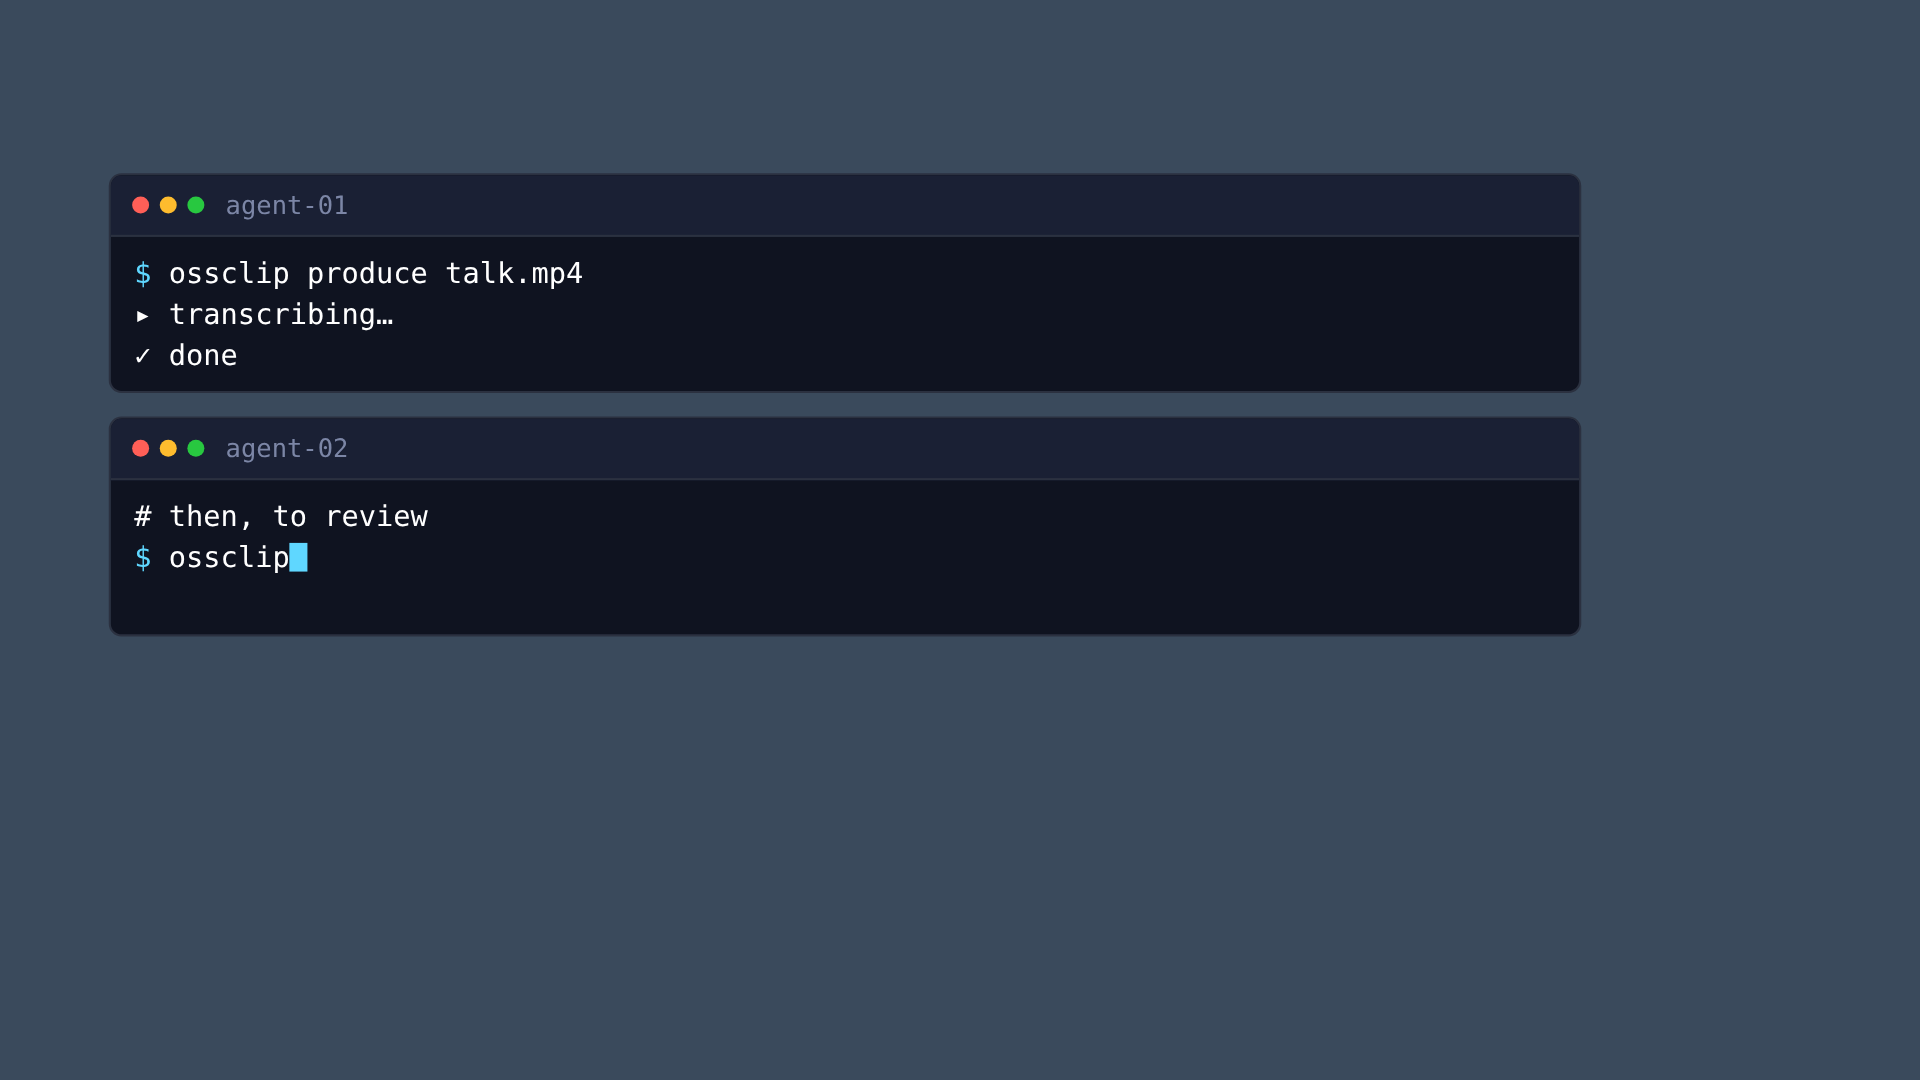 agent-01
$ ossclip produce talk.mp4
▸ transcribing…
✓ done
agent-02
# then, to review
$ ossclip